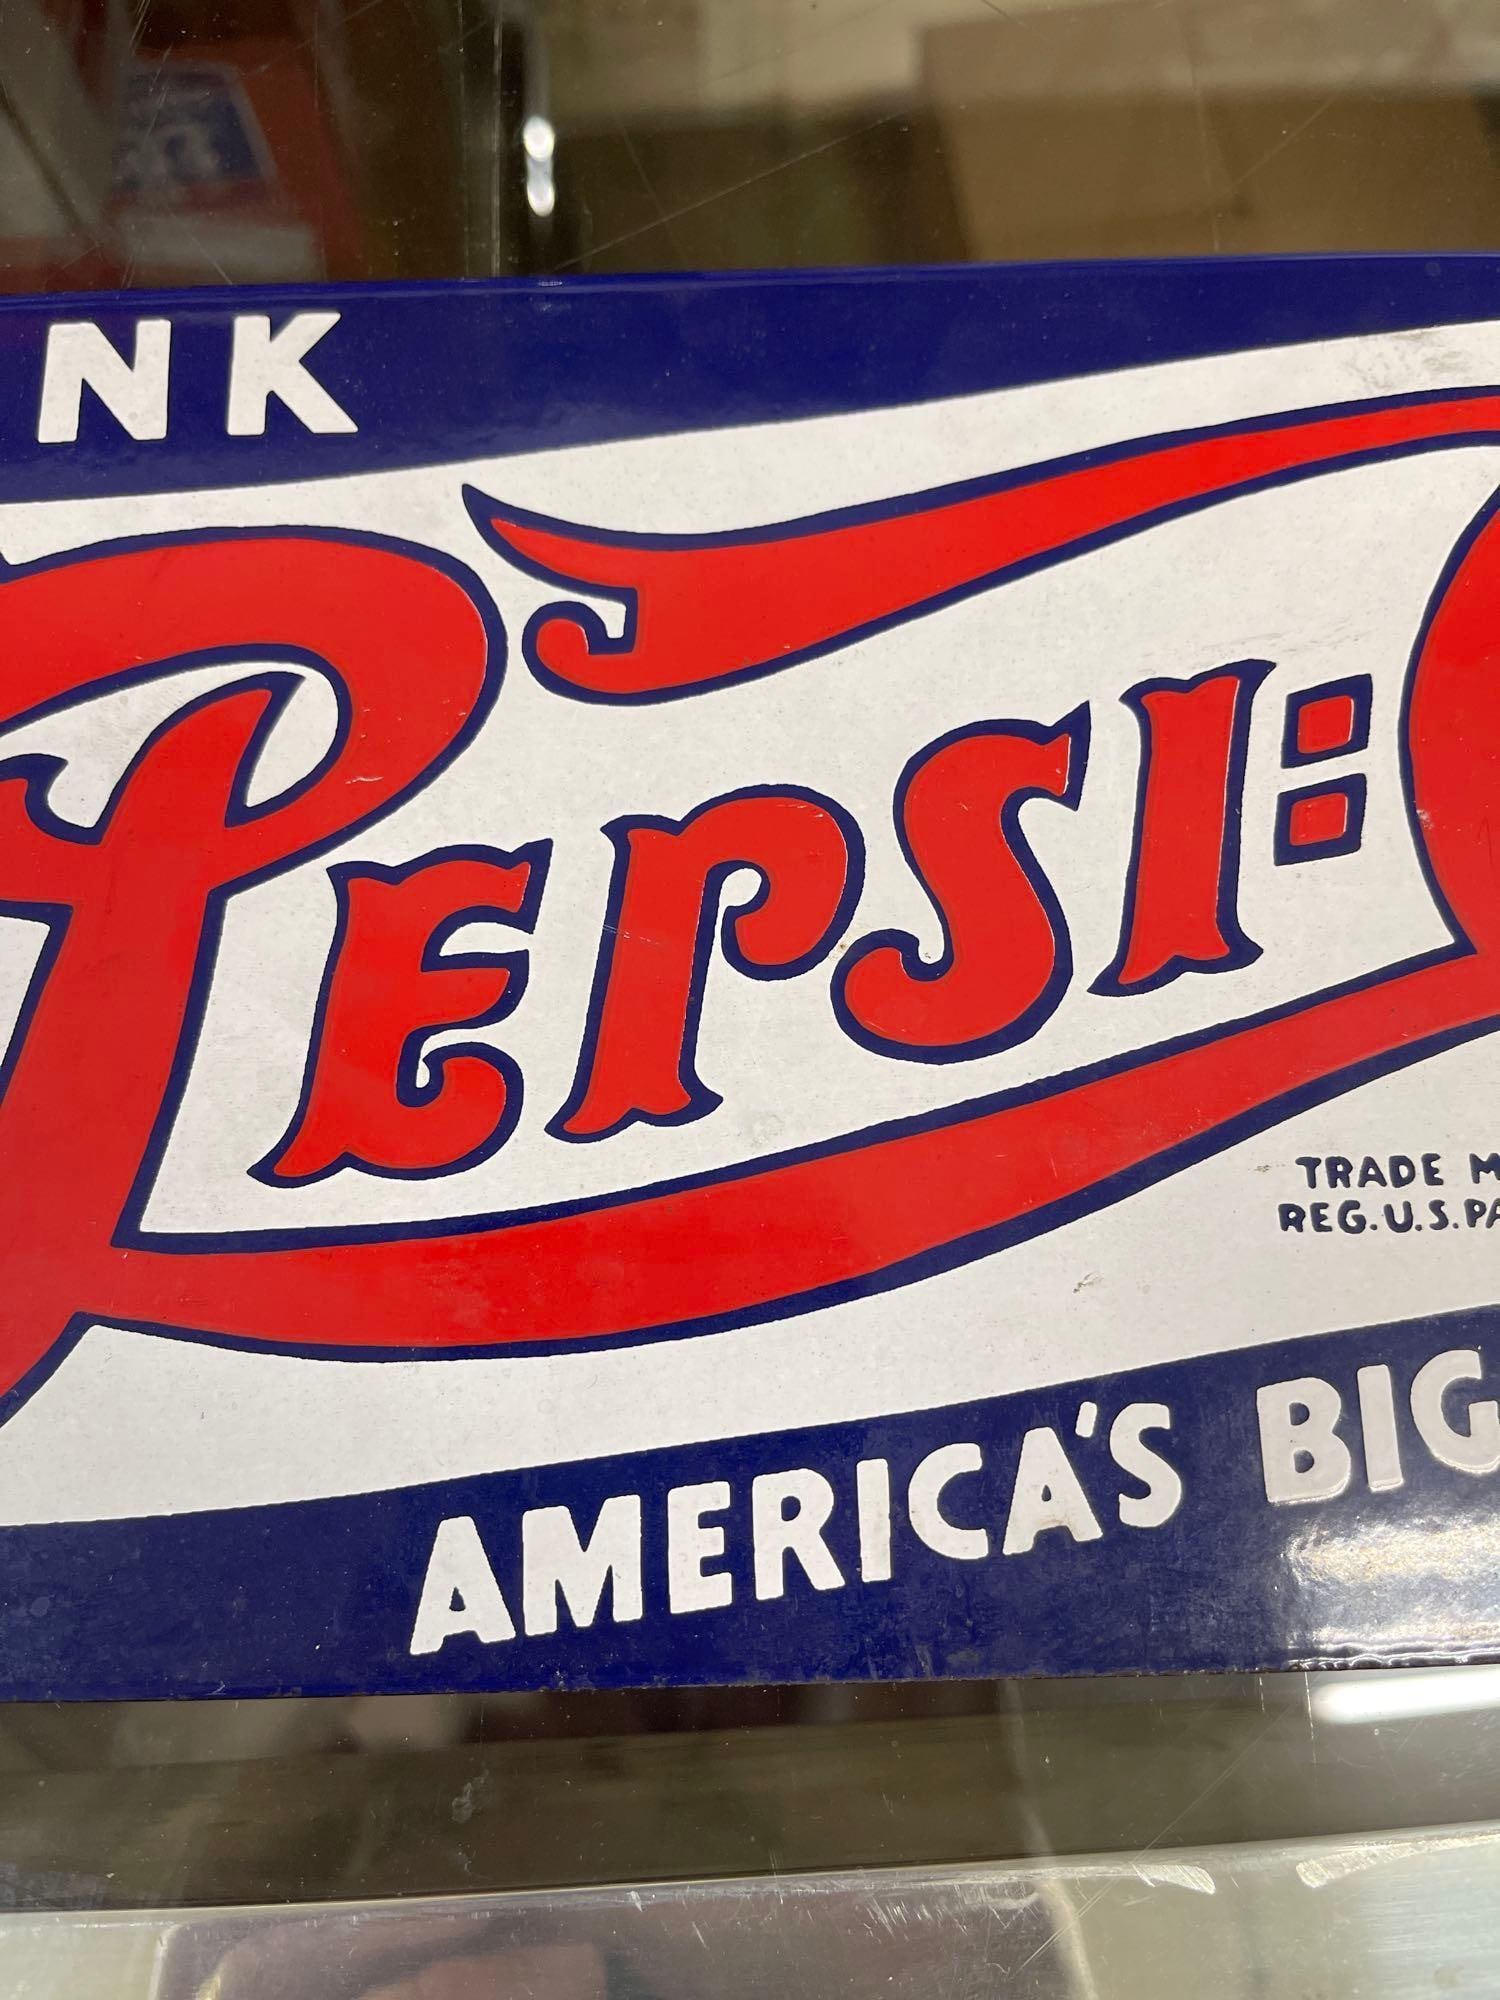 NK
PEPSI:C
TRADE M
REG. U.S. PA
AMERICA'S BIG